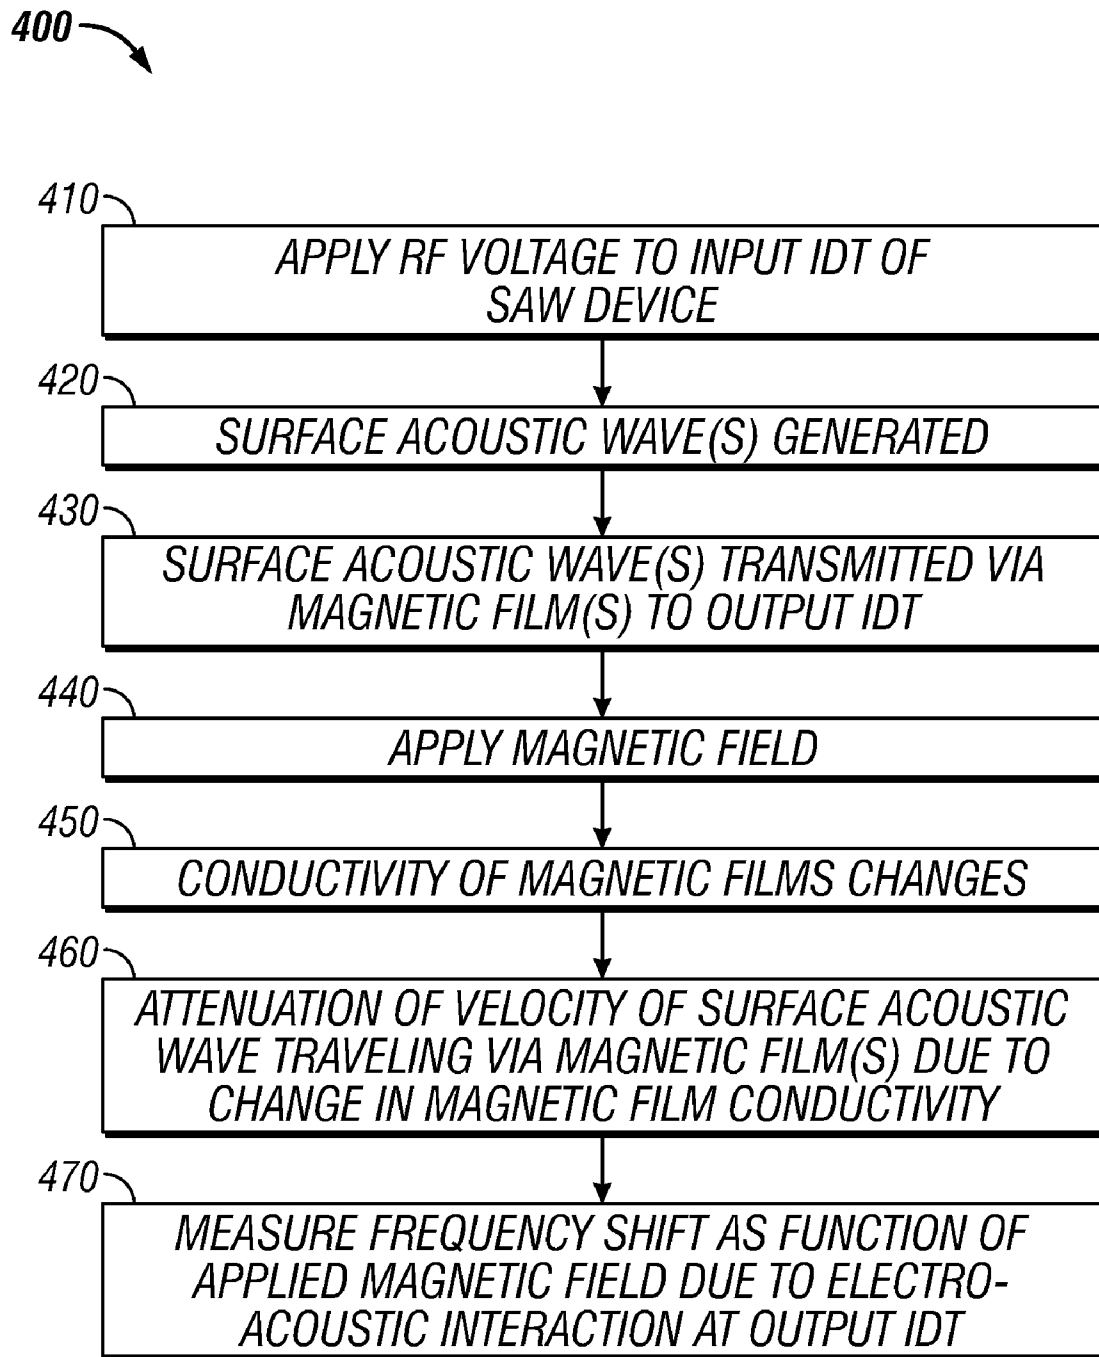 400
410
APPLY RF VOLTAGE TO INPUT IDT OF
SAW DEVICE
420
SURFACE ACOUSTIC WAVE(S) GENERATED
430
SURFACE ACOUSTIC WAVE(S) TRANSMITTED VIA
MAGNETIC FILM(S) TO OUTPUT IDT
440
APPLY MAGNETIC FIELD
450
CONDUCTIVITY OF MAGNETIC FILMS CHANGES
460
ATTENUATION OF VELOCITY OF SURFACE ACOUSTIC
WAVE TRAVELING VIA MAGNETIC FILM(S) DUE TO
CHANGE IN MAGNETIC FILM CONDUCTIVITY
470
MEASURE FREQUENCY SHIFT AS FUNCTION OF
APPLIED MAGNETIC FIELD DUE TO ELECTRO-
ACOUSTIC INTERACTION AT OUTPUT IDT